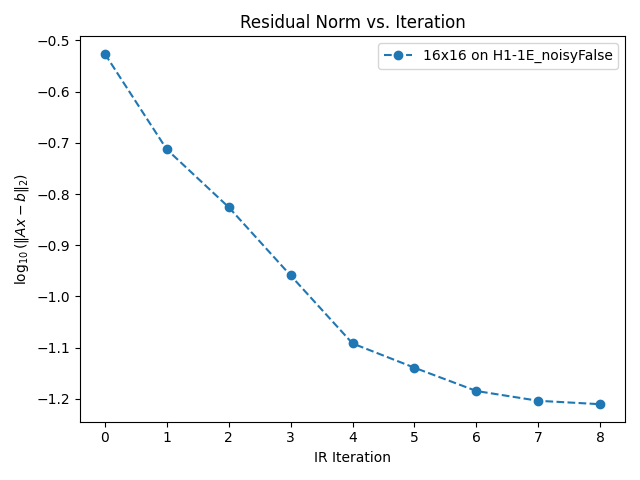 Residual Norm vs. Iteration
16x16 on H1-1E_noisyFalse
log₁₀(‖Ax − b‖₂)
−0.5
−0.6
−0.7
−0.8
−0.9
−1.0
−1.1
−1.2
0 1 2 3 4 5 6 7 8
IR Iteration